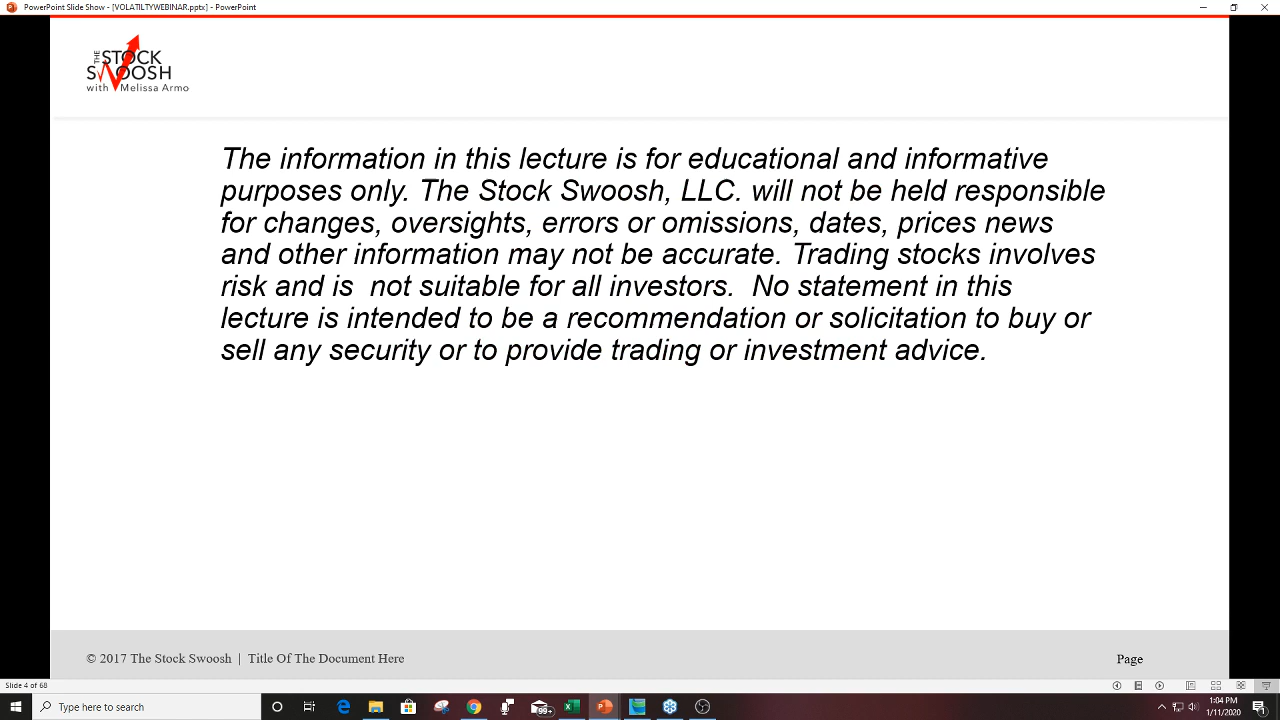 PowerPoint Slide Show - [VOLATILTYWEBINAR.pptx] - PowerPoint
THE STOCK
SWOOSH
with Melissa Armo
The information in this lecture is for educational and informative
purposes only. The Stock Swoosh, LLC. will not be held responsible
for changes, oversights, errors or omissions, dates, prices news
and other information may not be accurate. Trading stocks involves
risk and is  not suitable for all investors.  No statement in this
lecture is intended to be a recommendation or solicitation to buy or
sell any security or to provide trading or investment advice.
© 2017 The Stock Swoosh | Title Of The Document Here
Page
Slide 4 of 68
Type here to search
99+
1:04 PM
1/11/2020